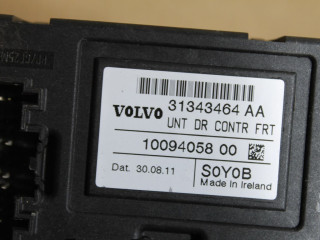 31343464 AA
VOLVO
UNT DR CONTR FRT
10094058 00
Dat. 30.08.11
S0Y0B
Made in Ireland